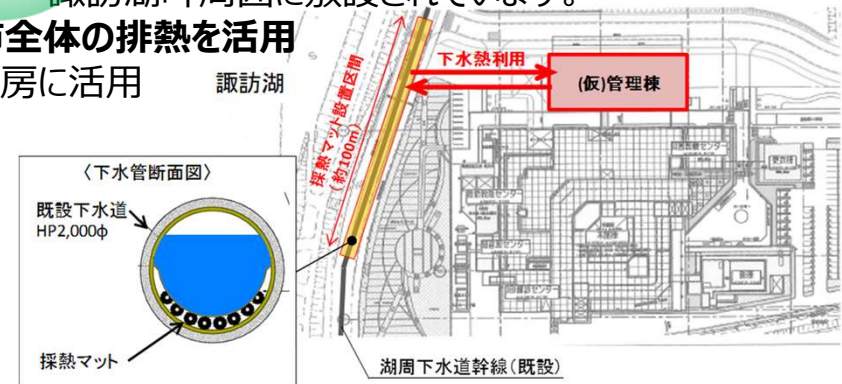 諏訪湖畔周囲に敷設されています。
市全体の排熱を活用
房に活用
諏訪湖
下水熱利用
(仮)管理棟
採熱マット設置区間
(約100m)
〈下水管断面図〉
既設下水道
HP2,000φ
採熱マット
湖周下水道幹線(既設)